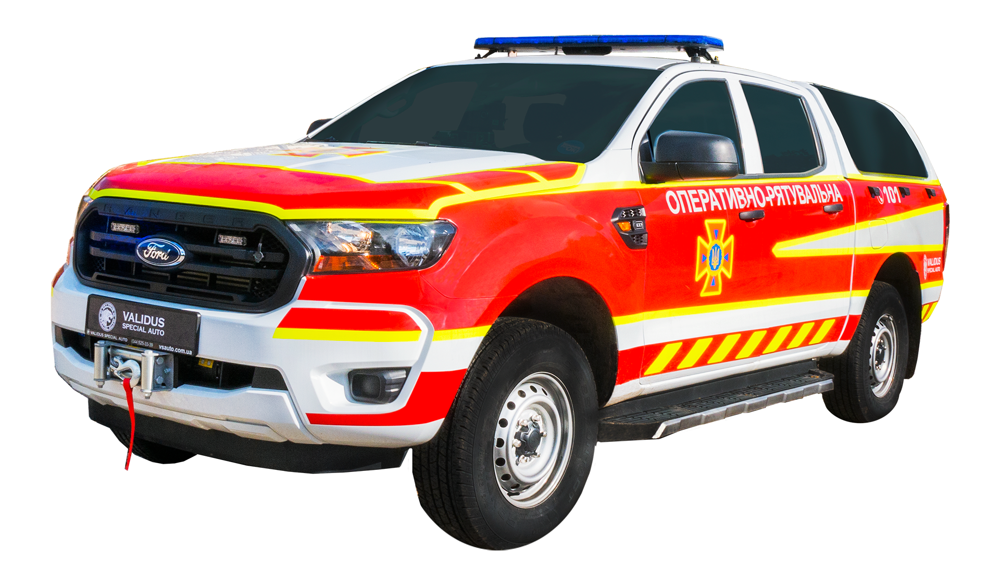 ОПЕРАТИВНО-РЯТУВАЛЬНА
101
RANGER
Ford
VALIDUS
SPECIAL AUTO
VALIDUS
SPECIAL AUTO
VALIDUS SPECIAL AUTO (044)525-33-39 vsauto.com.ua